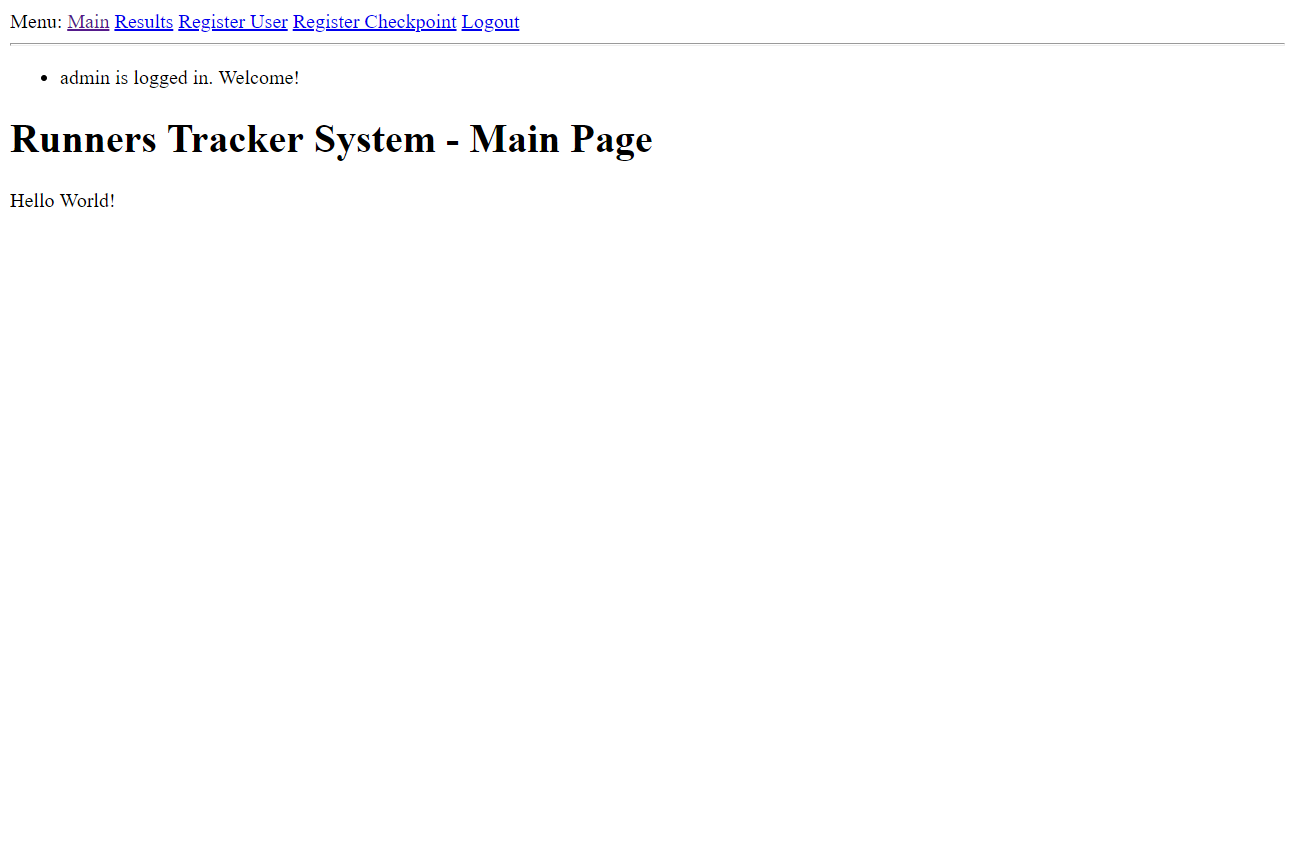 Menu: Main Results Register User Register Checkpoint Logout
admin is logged in. Welcome!
Runners Tracker System - Main Page
Hello World!